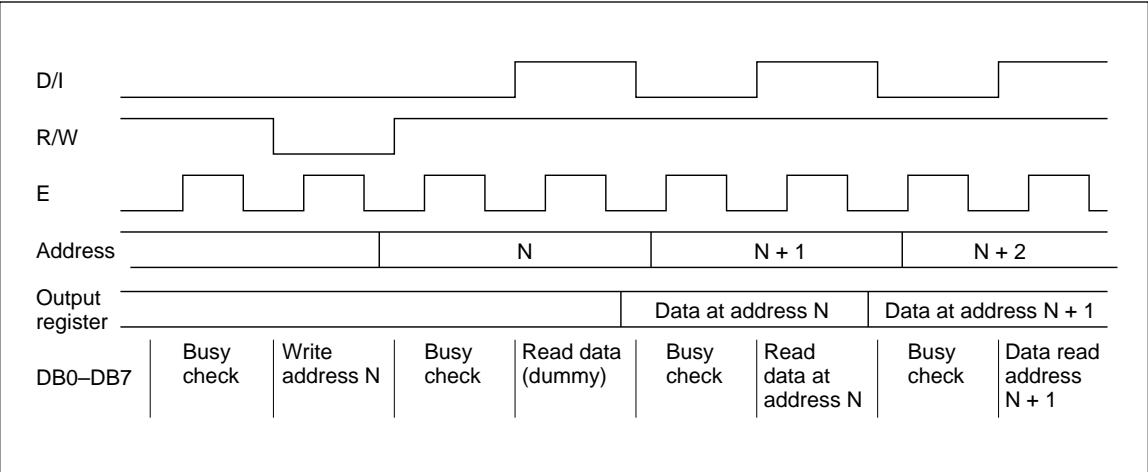 D/I
R/W
E
Address
N
N + 1
N + 2
Output
register
Data at address N
Data at address N + 1
DB0–DB7
Busy
check
Write
address N
Busy
check
Read data
(dummy)
Busy
check
Read
data at
address N
Busy
check
Data read
address
N + 1